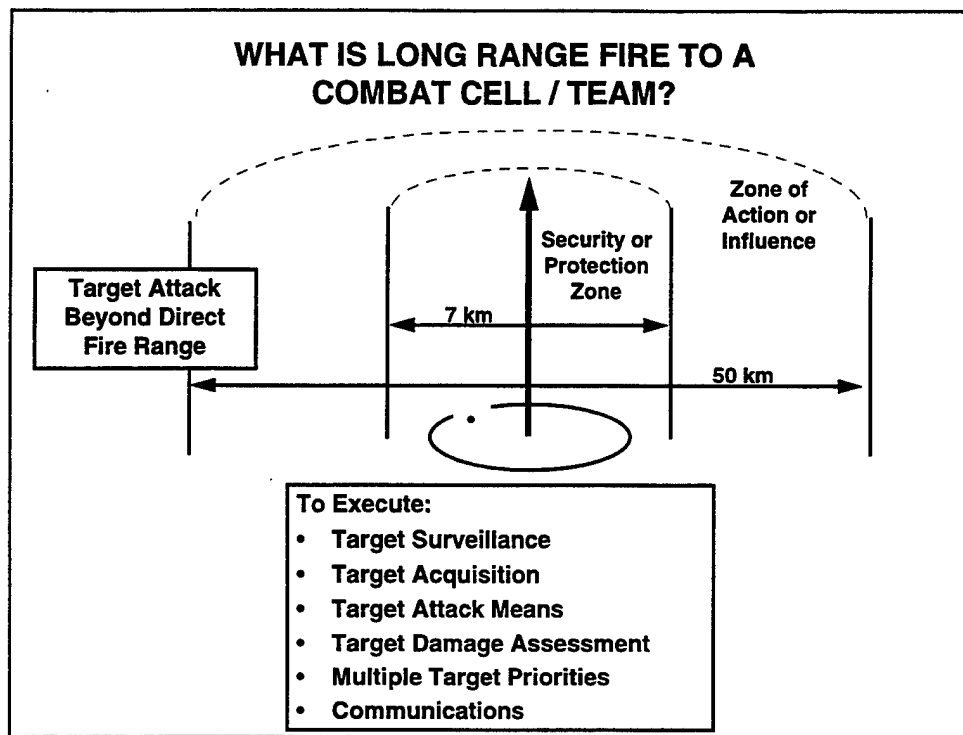 WHAT IS LONG RANGE FIRE TO A
COMBAT CELL / TEAM?
Zone of
Action or
Influence
Security or
Protection
Zone
Target Attack
Beyond Direct
Fire Range
7 km
50 km
To Execute:
• Target Surveillance
• Target Acquisition
• Target Attack Means
• Target Damage Assessment
• Multiple Target Priorities
• Communications